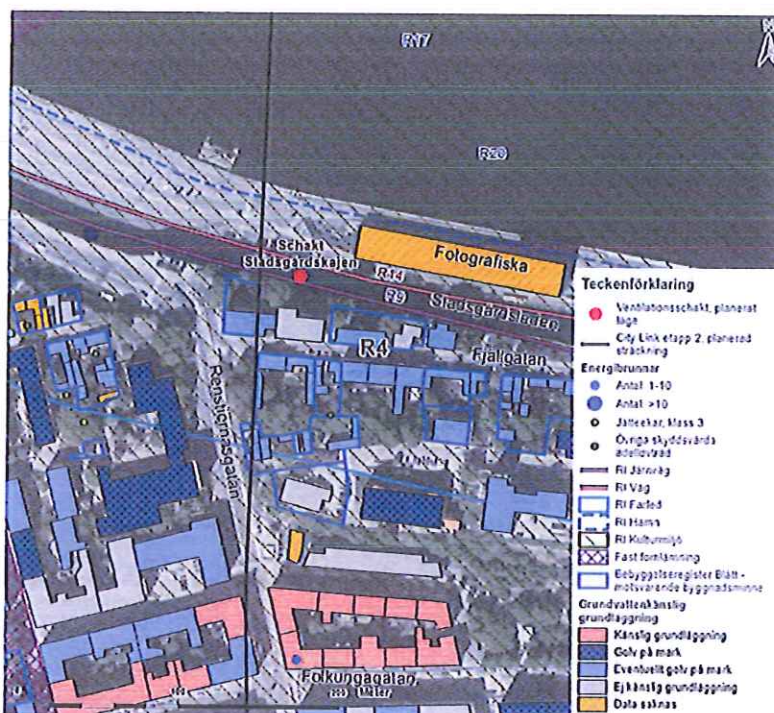 R17
R20
Schakt
Stadsgårdskajen
Fotografiska
R14
R9
Stadsgårdsleden
R4
Fjällgatan
Renstiernasgatan
Folkungagatan
Meter
Teckenförklaring
Ventilationsschakt, planerat
läge
City Link etapp 2, planerad
sträckning
Energibrunnar
Antal 1-10
Antal >10
Jätteekar, klass 3
Övriga skyddsvärda
ädellövträd
RI Järnväg
RI Väg
RI Farled
RI Hamn
RI Kulturmiljö
Fast fornlämning
Bebyggelseregister Blått -
motsvarande byggnadsminne
Grundvattenkänslig
grundläggning
Känslig grundläggning
Golv på mark
Eventuellt golv på mark
Ej känslig grundläggning
Data saknas